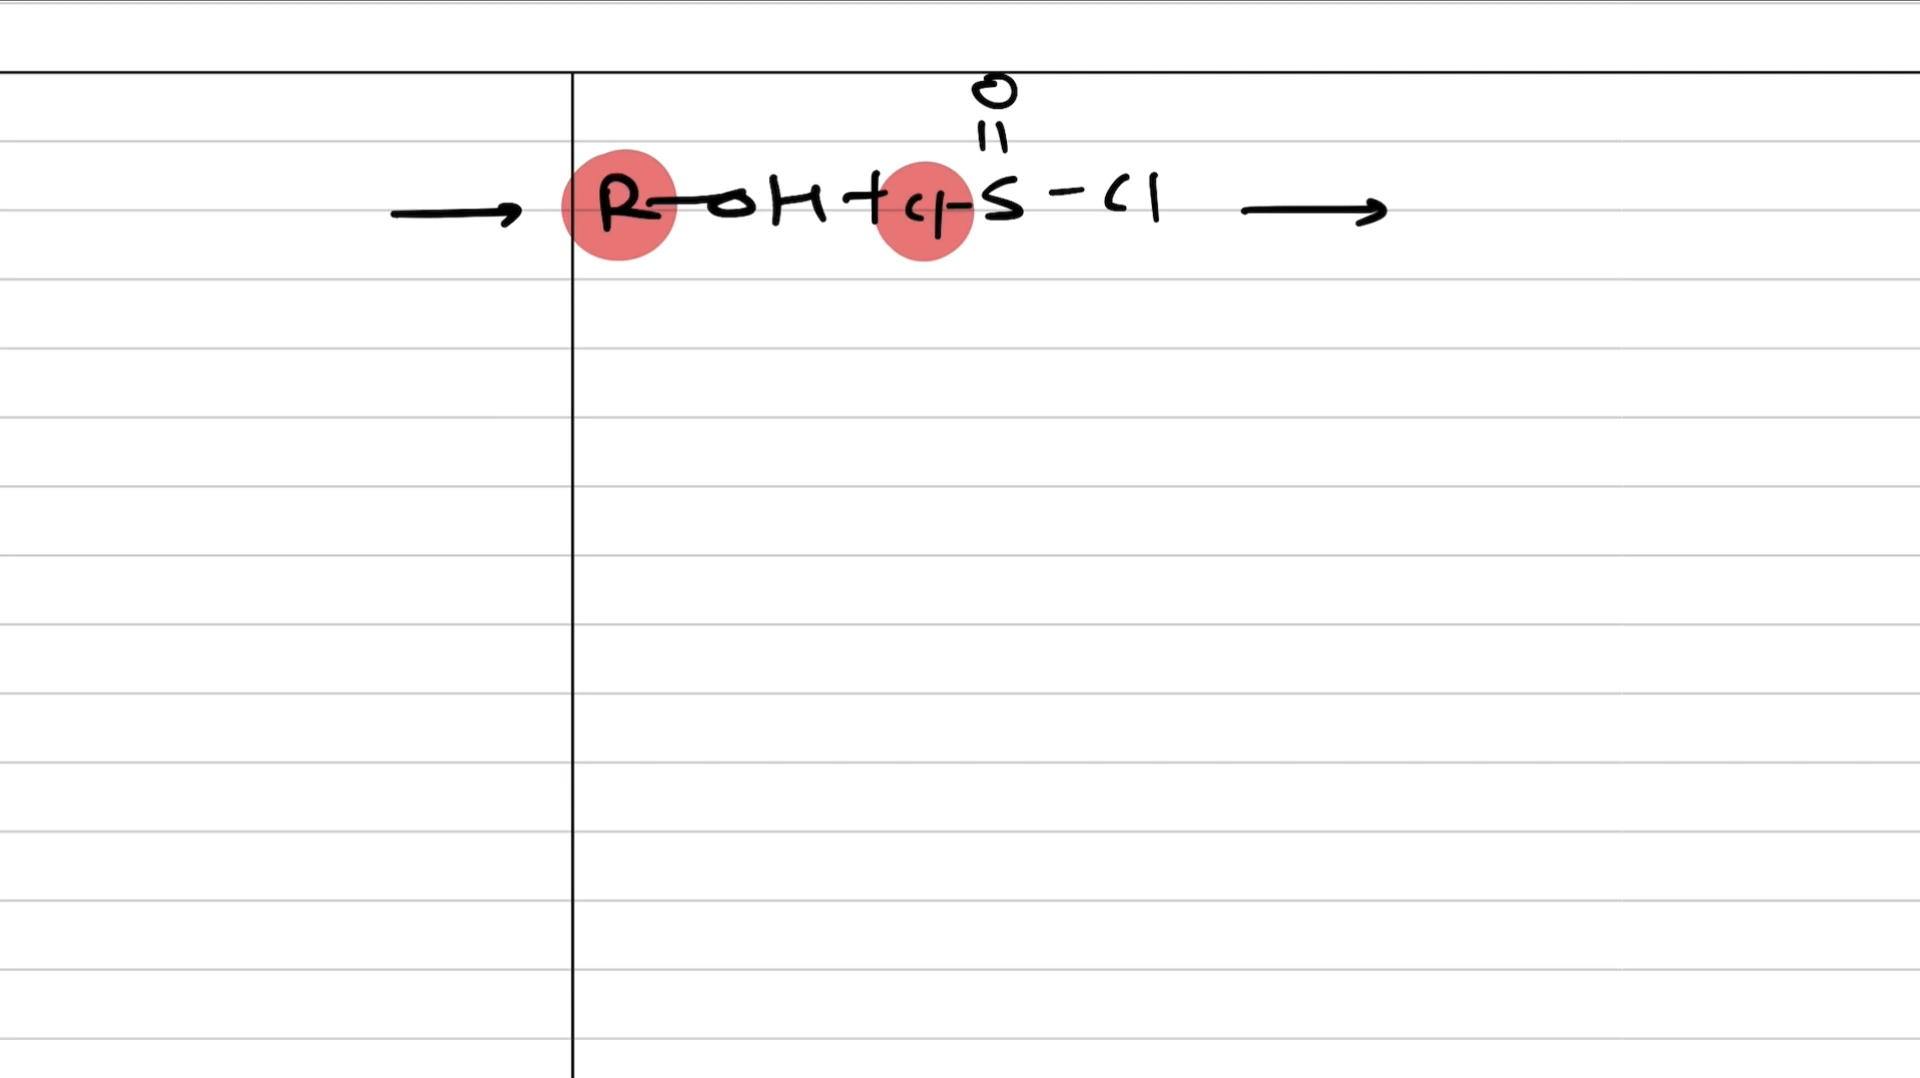 O
||
→ R-OH + Cl-S-Cl →